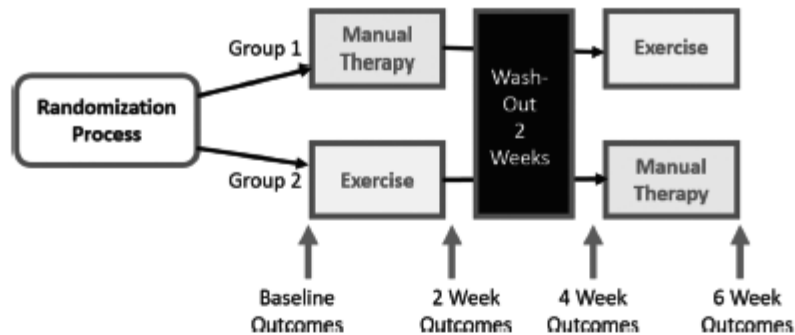 Group 1
Manual
Therapy
Exercise
Randomization
Process
Wash-
Out
2
Weeks
Group 2
Exercise
Manual
Therapy
Baseline
Outcomes
2 Week
Outcomes
4 Week
Outcomes
6 Week
Outcomes